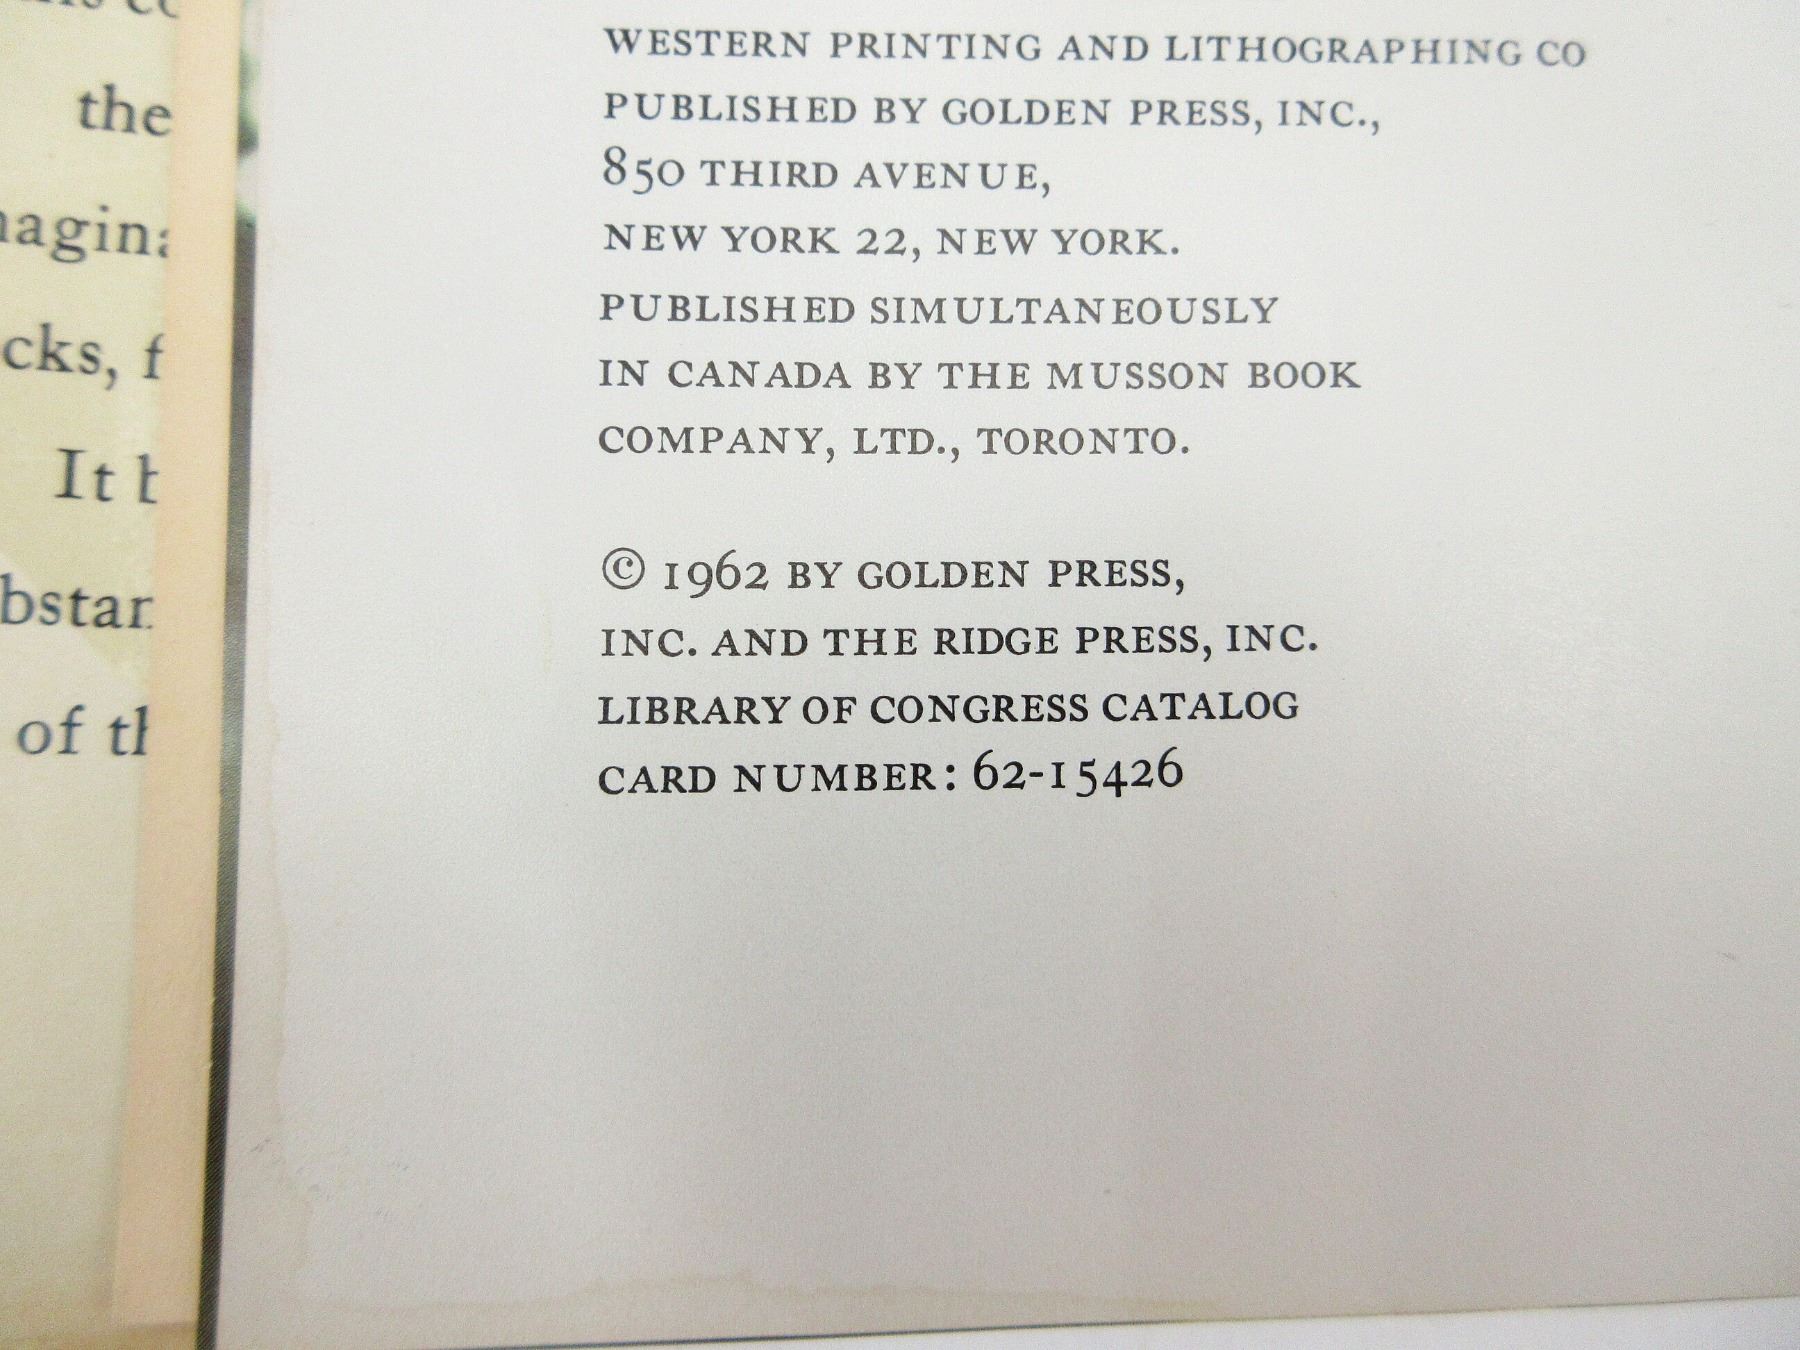 the
cks, f
It b
of th
WESTERN PRINTING AND LITHOGRAPHING CO
PUBLISHED BY GOLDEN PRESS, INC.,
850 THIRD AVENUE,
NEW YORK 22, NEW YORK.
PUBLISHED SIMULTANEOUSLY
IN CANADA BY THE MUSSON BOOK
COMPANY, LTD., TORONTO.
© 1962 BY GOLDEN PRESS,
INC. AND THE RIDGE PRESS, INC.
LIBRARY OF CONGRESS CATALOG
CARD NUMBER: 62-15426